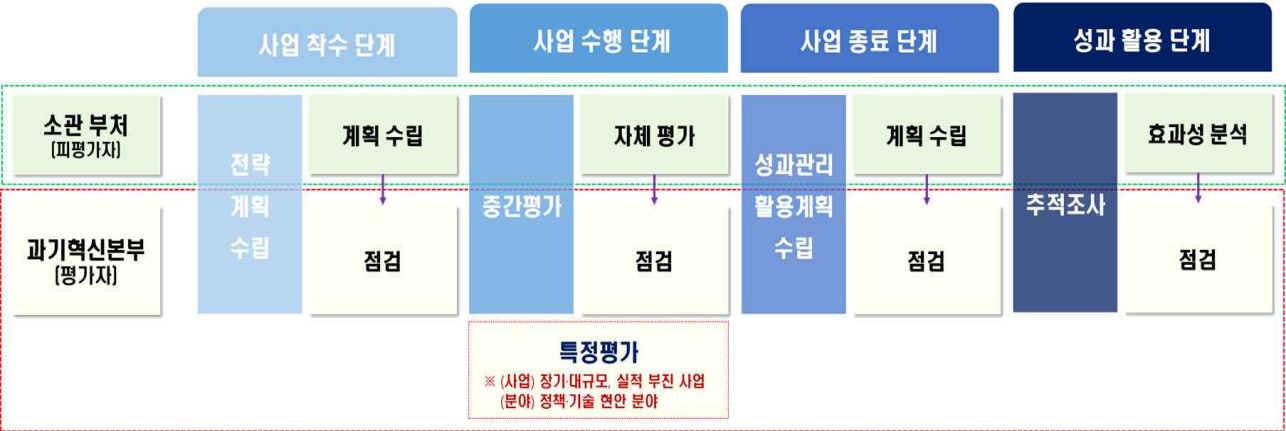 사업 착수 단계
사업 수행 단계
사업 종료 단계
성과 활용 단계
소관 부처
(피평가자)
전략
계획
수립
계획 수립
중간평가
자체 평가
성과관리
활용계획
수립
계획 수립
추적조사
효과성 분석
과기혁신본부
(평가자)
점검
점검
점검
점검
특정평가
※ (사업) 장기·대규모, 실적 부진 사업
(분야) 정책·기술 현안 분야